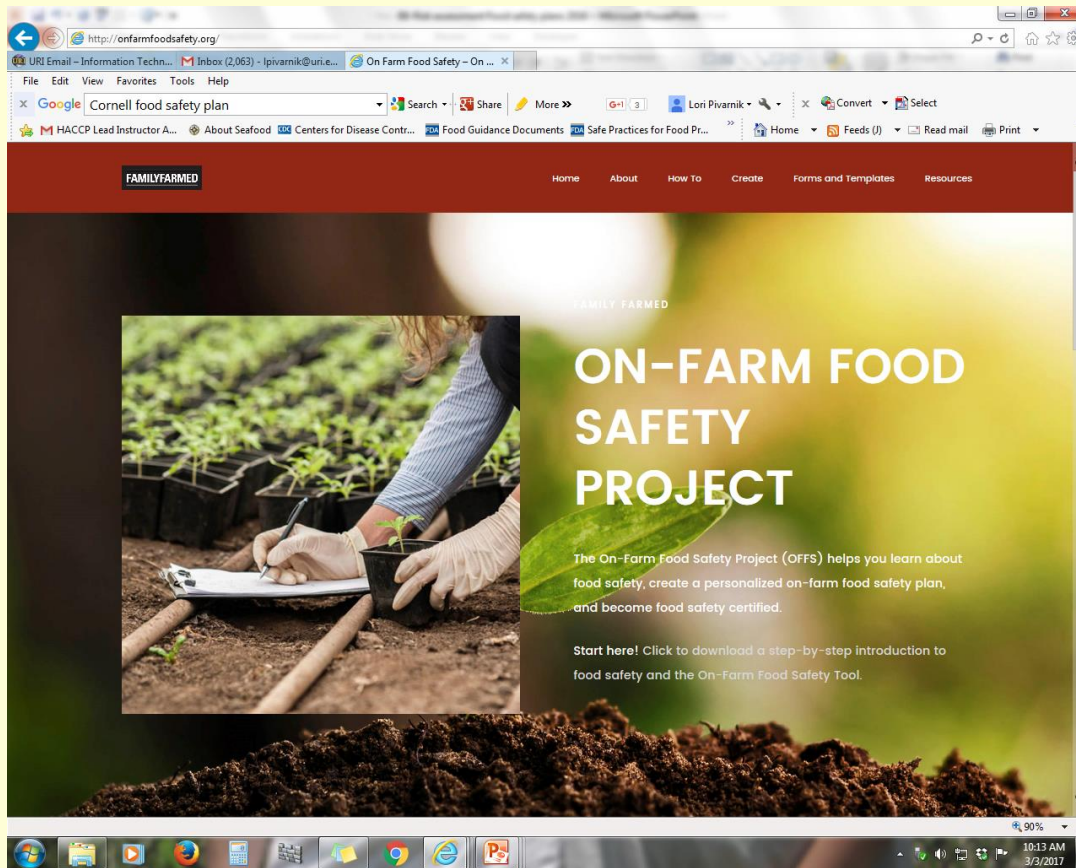 http://onfarmfoodsafety.org/
URI Email – Information Techn... Inbox (2,063) - lpivarnik@uri.e... On Farm Food Safety – On ...
File Edit View Favorites Tools Help
Google Cornell food safety plan Search Share More >> G+1 3 Lori Pivarnik Convert Select
HACCP Lead Instructor A... About Seafood CDC Centers for Disease Contr... FDA Food Guidance Documents FDA Safe Practices for Food Pr... Home Feeds (J) Read mail Print
FAMILYFARMED Home About How To Create Forms and Templates Resources
FAMILY FARMED
ON-FARM FOOD
SAFETY
PROJECT
The On-Farm Food Safety Project (OFFS) helps you learn about
food safety, create a personalized on-farm food safety plan,
and become food safety certified.
Start here! Click to download a step-by-step introduction to
food safety and the On-Farm Food Safety Tool.
90%
10:13 AM
3/3/2017